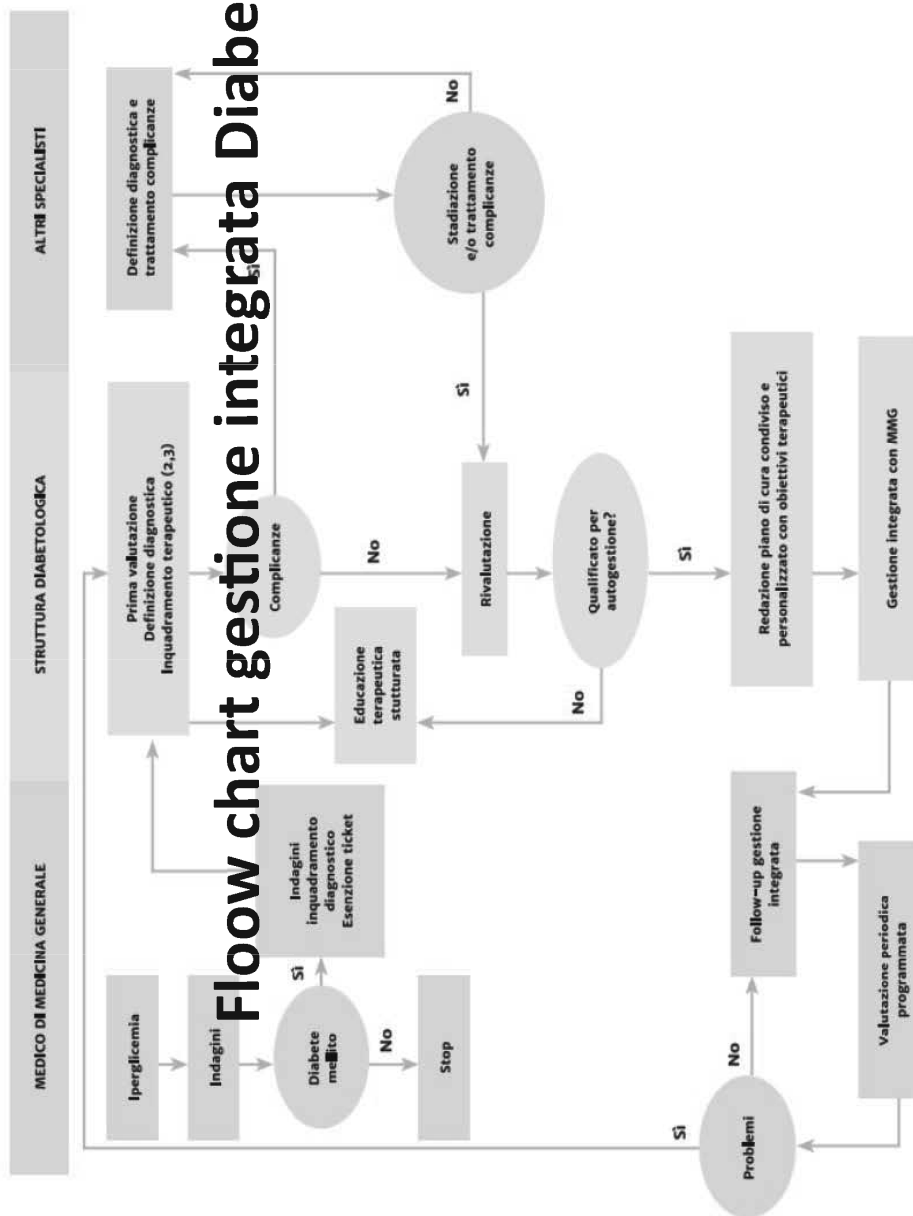 Floow chart gestione integrata Diabe
MEDICO DI MEDICINA GENERALE
STRUTTURA DIABETOLOGICA
ALTRI SPECIALISTI
Iperglicemia
Indagini
Diabete
mellito
Sì
No
Stop
Indagini
inquadramento
diagnostico
Esenzione ticket
Prima valutazione
Definizione diagnostica
Inquadramento terapeutico (2,3)
Complicanze
Sì
No
Educazione
terapeutica
stutturata
Definizione diagnostica e
trattamento complicanze
Stadiazione
e/o trattamento
complicanze
No
Sì
Rivalutazione
Qualificato per
autogestione?
No
Sì
Redazione piano di cura condiviso e
personalizzato con obiettivi terapeutici
Gestione integrata con MMG
Follow-up gestione
integrata
Valutazione periodica
programmata
Problemi
No
Sì